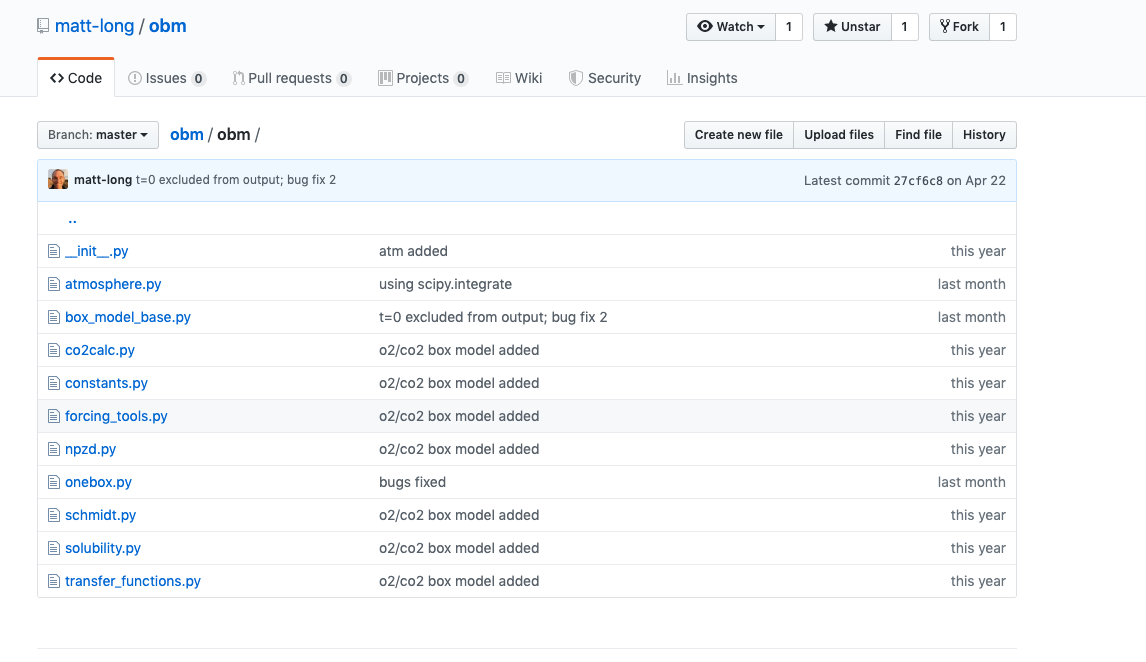 matt-long / obm Watch 1 Unstar 1 Fork 1
Code Issues 0 Pull requests 0 Projects 0 Wiki Security Insights
Branch: master obm / obm / Create new file Upload files Find file History
matt-long t=0 excluded from output; bug fix 2 Latest commit 27cf6c8 on Apr 22
..
__init__.py atm added this year
atmosphere.py using scipy.integrate last month
box_model_base.py t=0 excluded from output; bug fix 2 last month
co2calc.py o2/co2 box model added this year
constants.py o2/co2 box model added this year
forcing_tools.py o2/co2 box model added this year
npzd.py o2/co2 box model added this year
onebox.py bugs fixed last month
schmidt.py o2/co2 box model added this year
solubility.py o2/co2 box model added this year
transfer_functions.py o2/co2 box model added this year